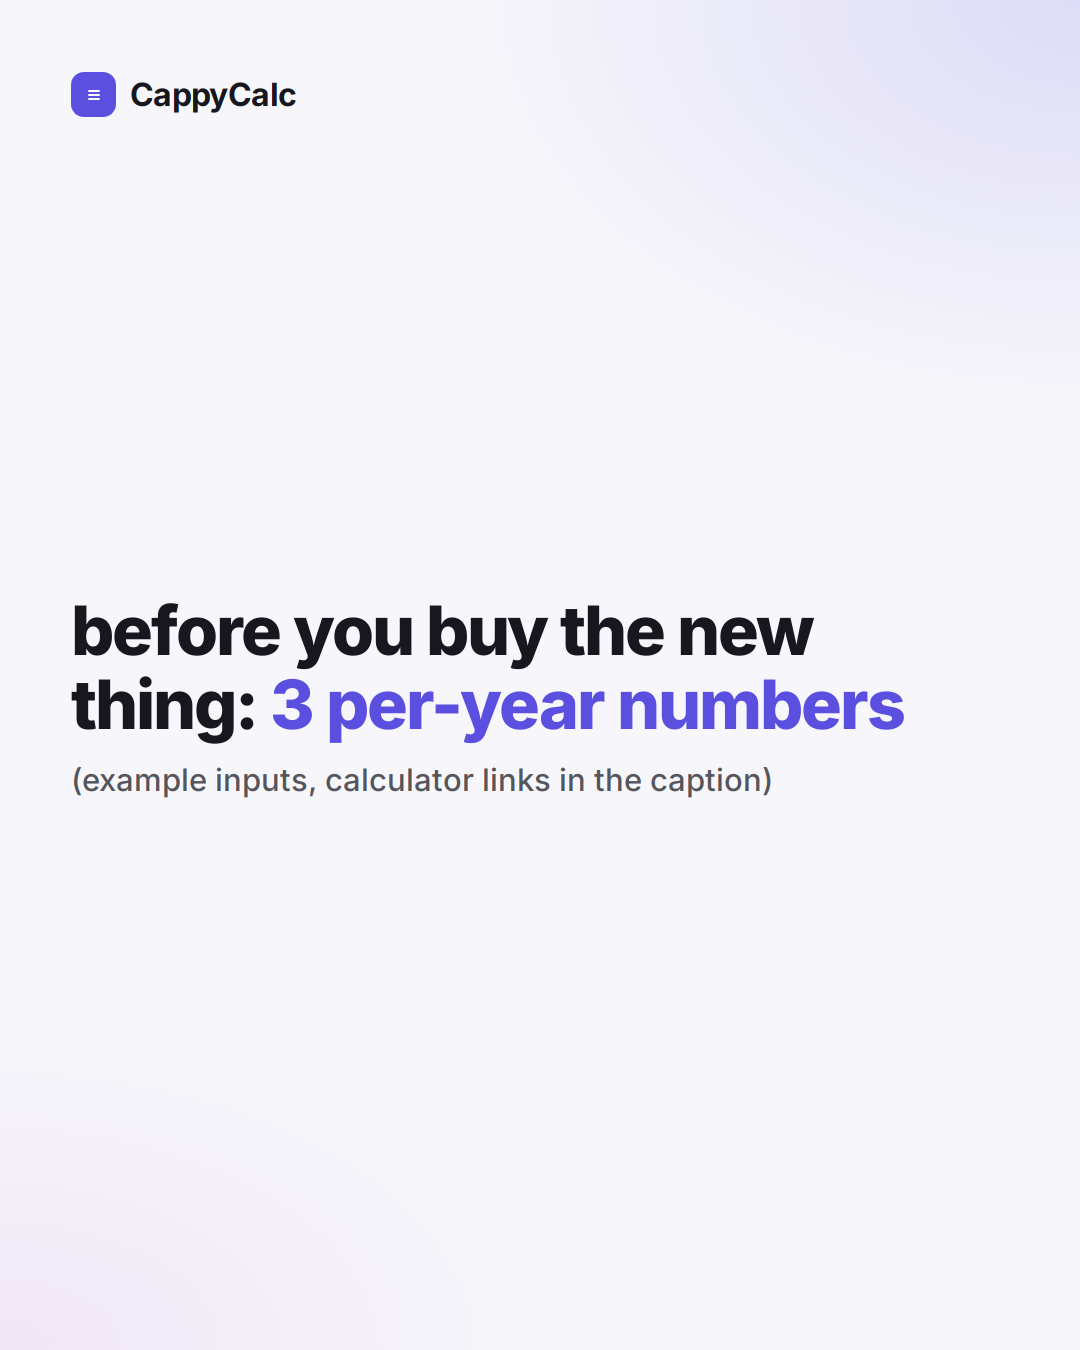 CappyCalc
before you buy the new
thing: 3 per-year numbers
(example inputs, calculator links in the caption)